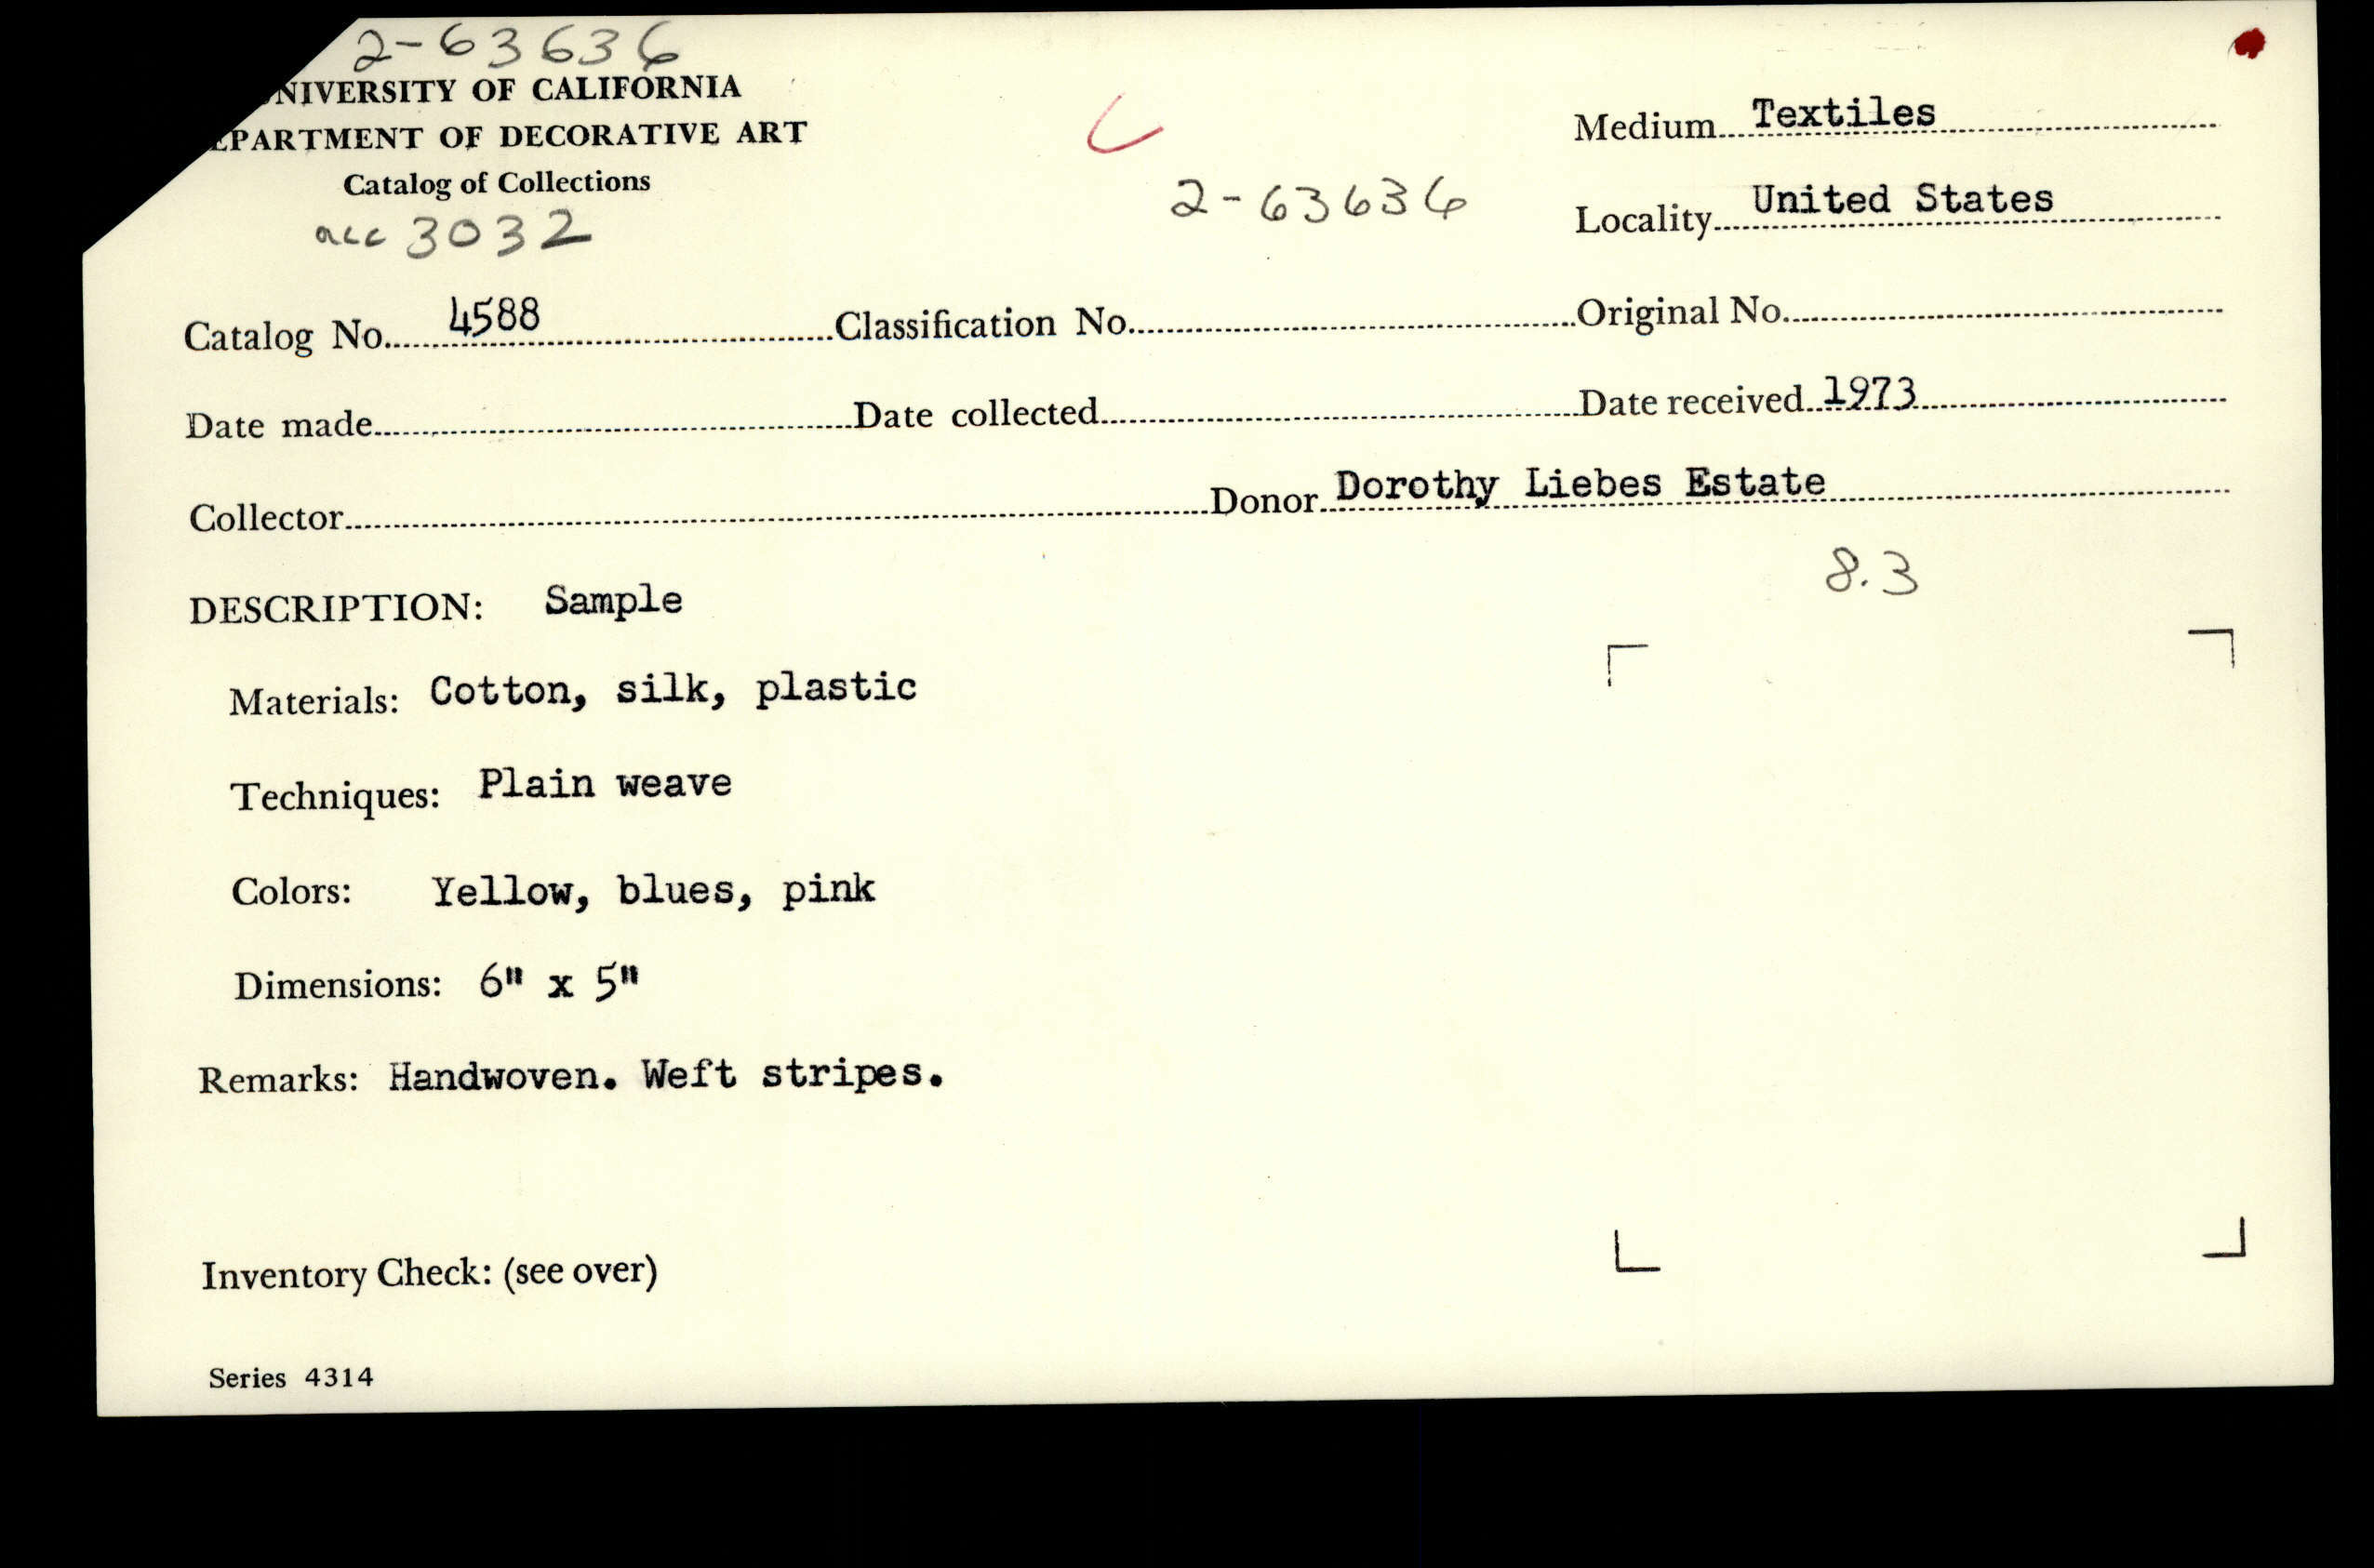 2-63636
NIVERSITY OF CALIFORNIA
EPARTMENT OF DECORATIVE ART
Catalog of Collections
acc 3032
2-63636
Medium Textiles
Locality United States
Catalog No. 4588 Classification No. Original No.
Date made Date collected Date received 1973
Collector Donor Dorothy Liebes Estate
8.3
DESCRIPTION: Sample
Materials: Cotton, silk, plastic
Techniques: Plain weave
Colors: Yellow, blues, pink
Dimensions: 6" x 5"
Remarks: Handwoven. Weft stripes.
Inventory Check: (see over)
Series 4314